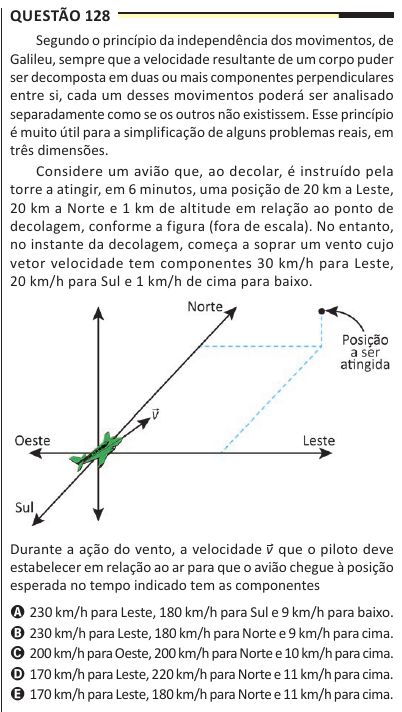 QUESTÃO 128
Segundo o princípio da independência dos movimentos, de
Galileu, sempre que a velocidade resultante de um corpo puder
ser decomposta em duas ou mais componentes perpendiculares
entre si, cada um desses movimentos poderá ser analisado
separadamente como se os outros não existissem. Esse princípio
é muito útil para a simplificação de alguns problemas reais, em
três dimensões.
Considere um avião que, ao decolar, é instruído pela
torre a atingir, em 6 minutos, uma posição de 20 km a Leste,
20 km a Norte e 1 km de altitude em relação ao ponto de
decolagem, conforme a figura (fora de escala). No entanto,
no instante da decolagem, começa a soprar um vento cujo
vetor velocidade tem componentes 30 km/h para Leste,
20 km/h para Sul e 1 km/h de cima para baixo.
Norte
Posição
a ser
atingida
v⃗
Oeste
Leste
Sul
Durante a ação do vento, a velocidade v⃗ que o piloto deve
estabelecer em relação ao ar para que o avião chegue à posição
esperada no tempo indicado tem as componentes
A 230 km/h para Leste, 180 km/h para Sul e 9 km/h para baixo.
B 230 km/h para Leste, 180 km/h para Norte e 9 km/h para cima.
C 200 km/h para Oeste, 200 km/h para Norte e 10 km/h para cima.
D 170 km/h para Leste, 220 km/h para Norte e 11 km/h para cima.
E 170 km/h para Leste, 180 km/h para Norte e 11 km/h para cima.